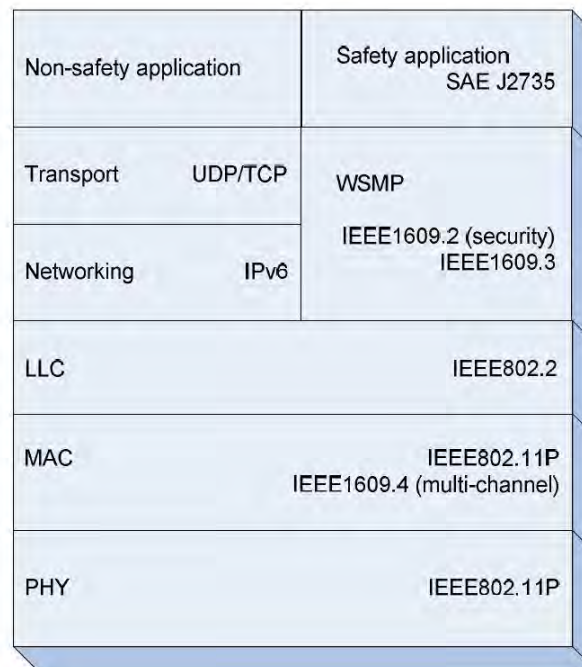 Non-safety application
Safety application
SAE J2735
Transport UDP/TCP
WSMP
IEEE1609.2 (security)
IEEE1609.3
Networking IPv6
LLC IEEE802.2
MAC IEEE802.11P
IEEE1609.4 (multi-channel)
PHY IEEE802.11P